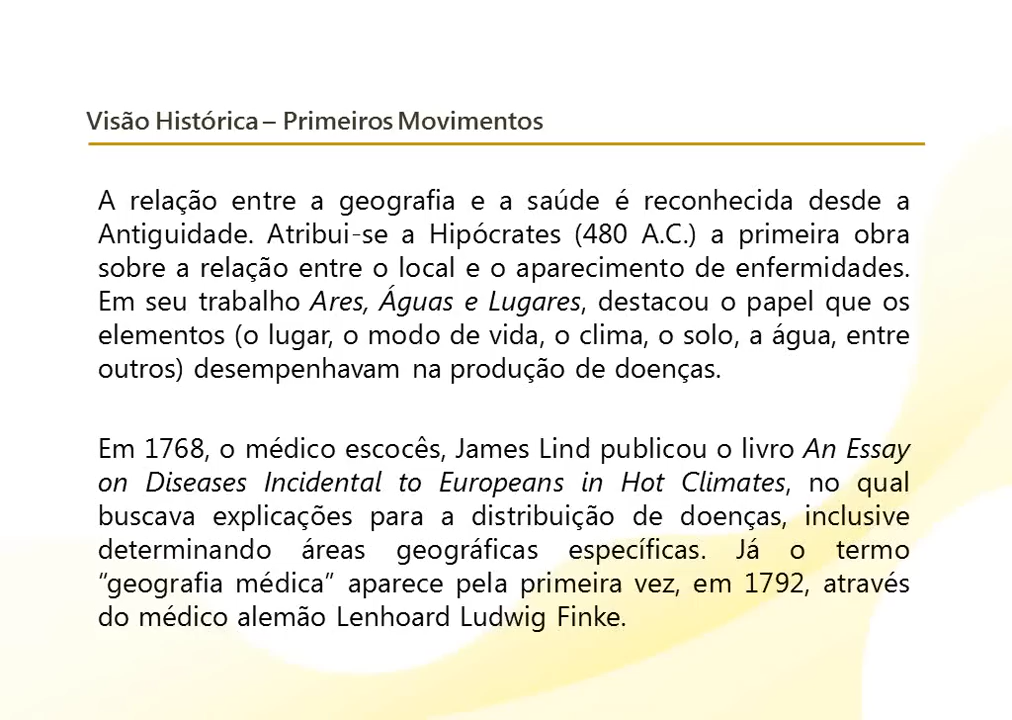 Visão Histórica – Primeiros Movimentos
A relação entre a geografia e a saúde é reconhecida desde a
Antiguidade. Atribui-se a Hipócrates (480 A.C.) a primeira obra
sobre a relação entre o local e o aparecimento de enfermidades.
Em seu trabalho Ares, Águas e Lugares, destacou o papel que os
elementos (o lugar, o modo de vida, o clima, o solo, a água, entre
outros) desempenhavam na produção de doenças.
Em 1768, o médico escocês, James Lind publicou o livro An Essay
on Diseases Incidental to Europeans in Hot Climates, no qual
buscava explicações para a distribuição de doenças, inclusive
determinando áreas geográficas específicas. Já o termo
“geografia médica” aparece pela primeira vez, em 1792, através
do médico alemão Lenhoard Ludwig Finke.